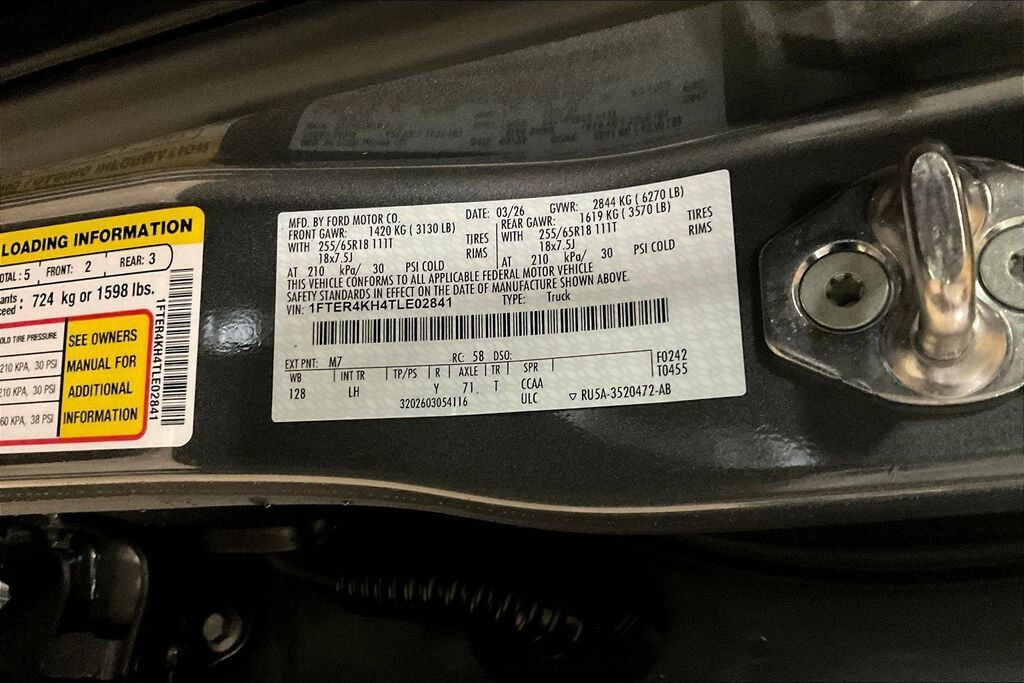 LOADING INFORMATION
OTAL: 5 FRONT: 2 REAR: 3
ants
ceed : 724 kg or 1598 lbs.
OLD TIRE PRESSURE
210 KPA, 30 PSI
210 KPA, 30 PSI
60 KPA, 38 PSI
SEE OWNERS
MANUAL FOR
ADDITIONAL
INFORMATION
1FTER4KH4TLE02841
MFD. BY FORD MOTOR CO. DATE: 03/26 GVWR: 2844 KG ( 6270 LB)
FRONT GAWR: 1420 KG ( 3130 LB) REAR GAWR: 1619 KG ( 3570 LB)
WITH 255/65R18 111T TIRES WITH 255/65R18 111T TIRES
18x7.5J RIMS 18x7.5J RIMS
AT 210 kPa/ 30 PSI COLD AT 210 kPa/ 30 PSI COLD
THIS VEHICLE CONFORMS TO ALL APPLICABLE FEDERAL MOTOR VEHICLE
SAFETY STANDARDS IN EFFECT ON THE DATE OF MANUFACTURE SHOWN ABOVE.
VIN: 1FTER4KH4TLE02841 TYPE: Truck
EXT PNT: M7 RC: 58 DSO: F0242
WB INT TR TP/PS R AXLE TR SPR T0455
128 LH Y 71. T CCAA
3202603054116 ULC ▽ RU5A-3520472-AB